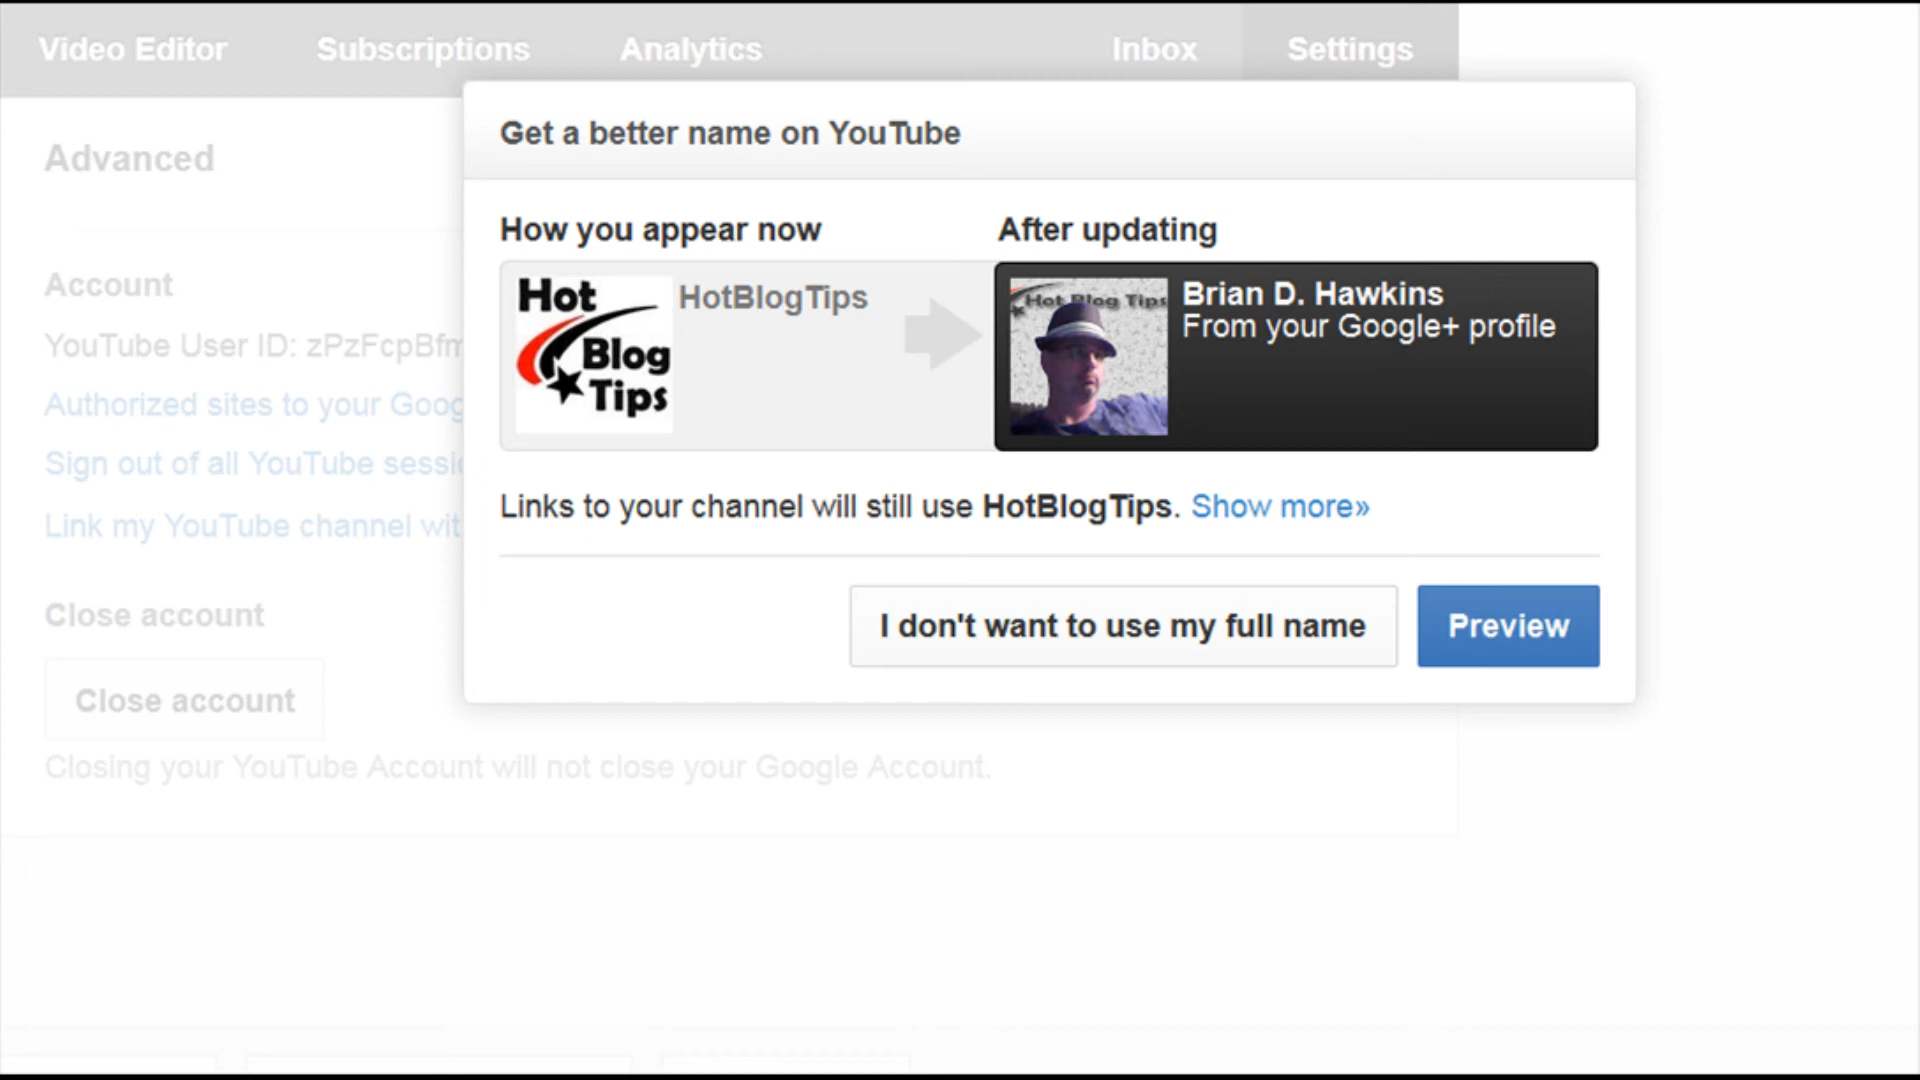 Video Editor Subscriptions Analytics Inbox Settings
Get a better name on YouTube
Advanced
How you appear now After updating
Account
Hot
Blog
Tips
HotBlogTips
Hot Blog Tips
Brian D. Hawkins
From your Google+ profile
YouTube User ID: zPzFcpBfm
Authorized sites to your Goog
Sign out of all YouTube sessi
Link my YouTube channel wit
Links to your channel will still use HotBlogTips. Show more»
I don't want to use my full name Preview
Close account
Close account
Closing your YouTube Account will not close your Google Account.